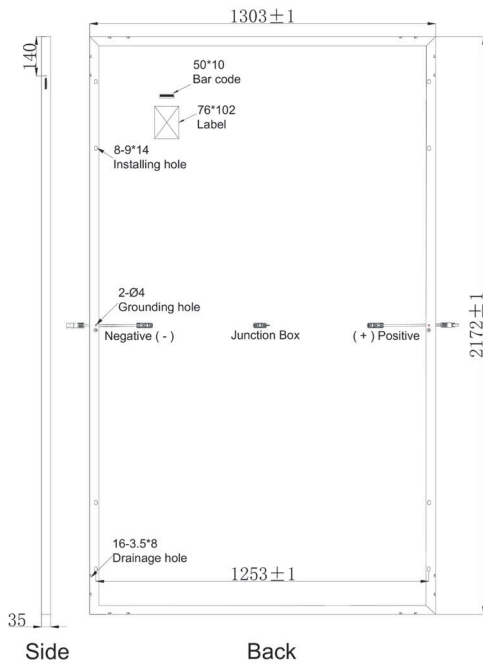 1303±1
140
50*10
Bar code
76*102
Label
8-9*14
Installing hole
2-Ø4
Grounding hole
Negative ( - )
Junction Box
( + ) Positive
2172±1
16-3.5*8
Drainage hole
1253±1
35
Side
Back